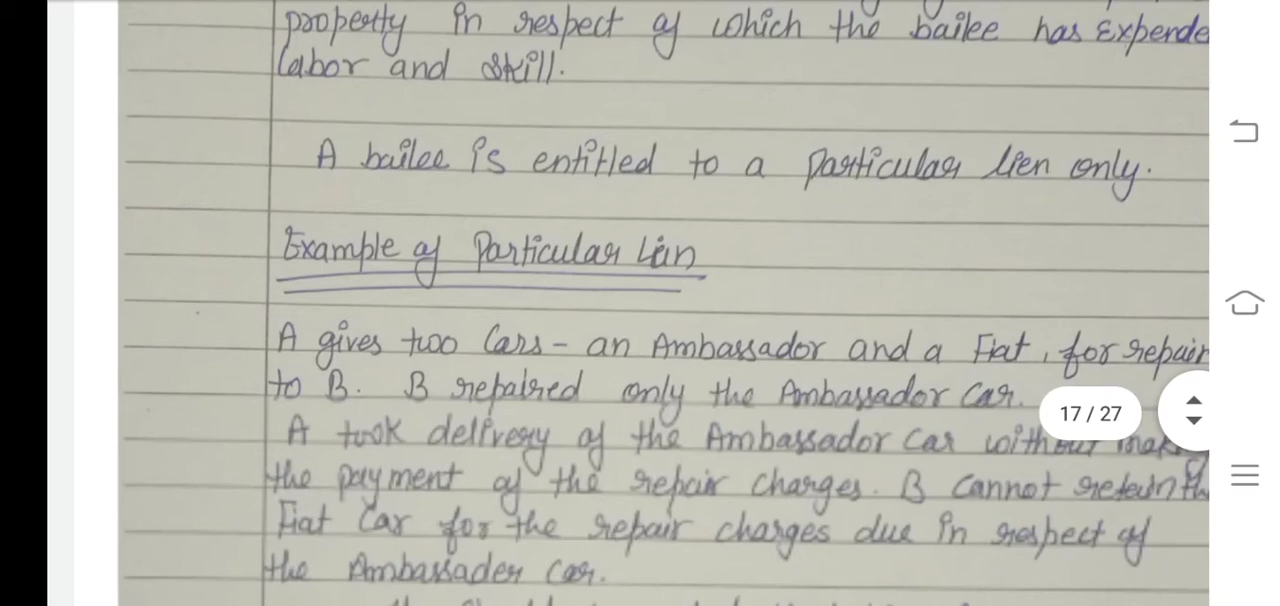 property in respect of which the bailee has Expende
labor and skill.
A bailee is entitled to a Particular lien only.
Example of Particular Lien
A gives two Cars - an Ambassador and a Fiat, for repair
to B. B repaired only the Ambassador Car.
17 / 27
A took delivery of the Ambassador Car without mak
the payment of the repair charges. B Cannot retain th
Fiat Car for the repair charges due in respect of
the Ambassader Car.